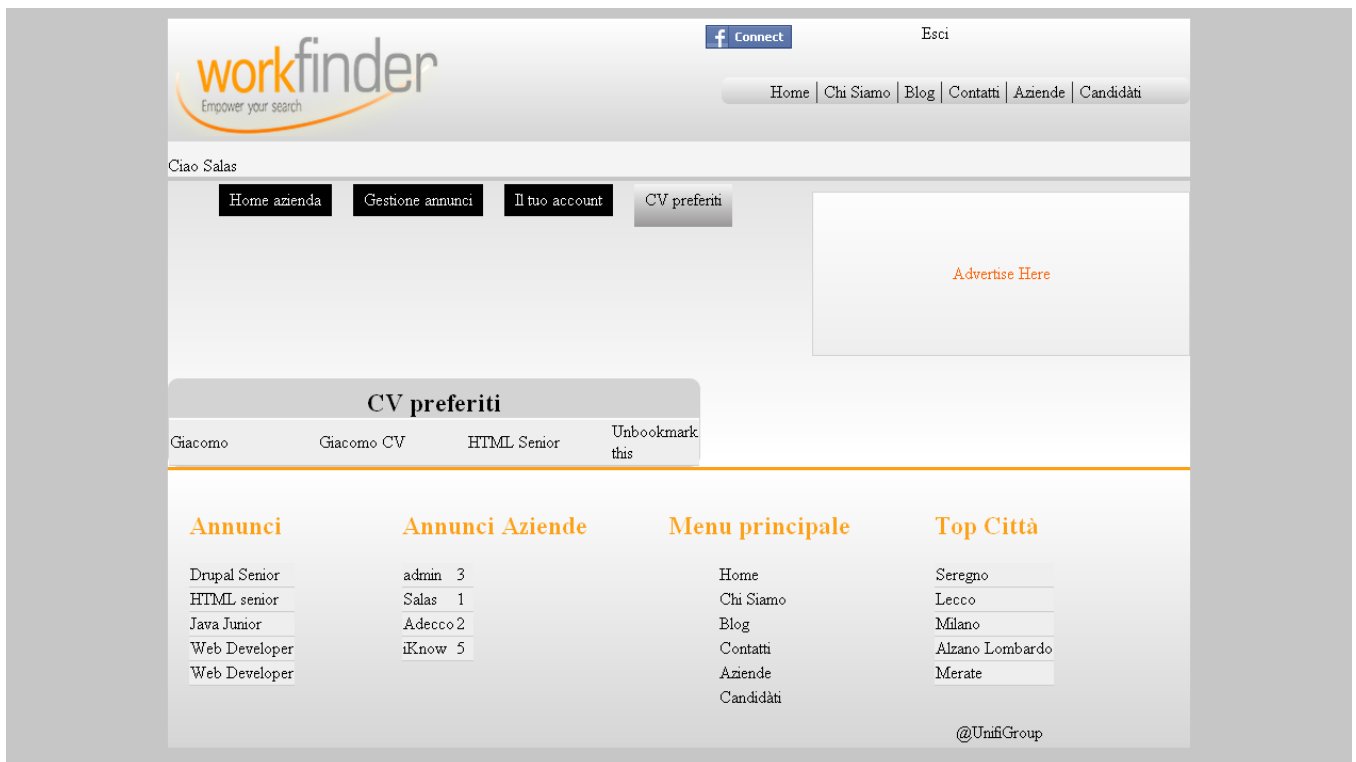 workfinder
Empower your search
f Connect
Esci
Home | Chi Siamo | Blog | Contatti | Aziende | Candidàti
Ciao Salas
Home azienda
Gestione annunci
Il tuo account
CV preferiti
Advertise Here
CV preferiti
Giacomo
Giacomo CV
HTML Senior
Unbookmark
this
Annunci
Drupal Senior
HTML senior
Java Junior
Web Developer
Web Developer
Annunci Aziende
admin 3
Salas 1
Adecco 2
iKnow 5
Menu principale
Home
Chi Siamo
Blog
Contatti
Aziende
Candidàti
Top Città
Seregno
Lecco
Milano
Alzano Lombardo
Merate
@UnifiGroup